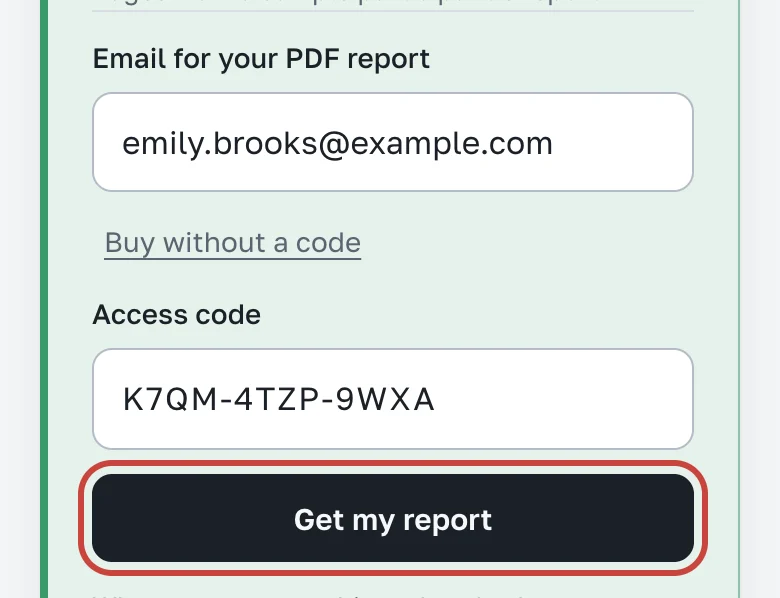 Email for your PDF report
emily.brooks@example.com
Buy without a code
Access code
K7QM-4TZP-9WXA
Get my report